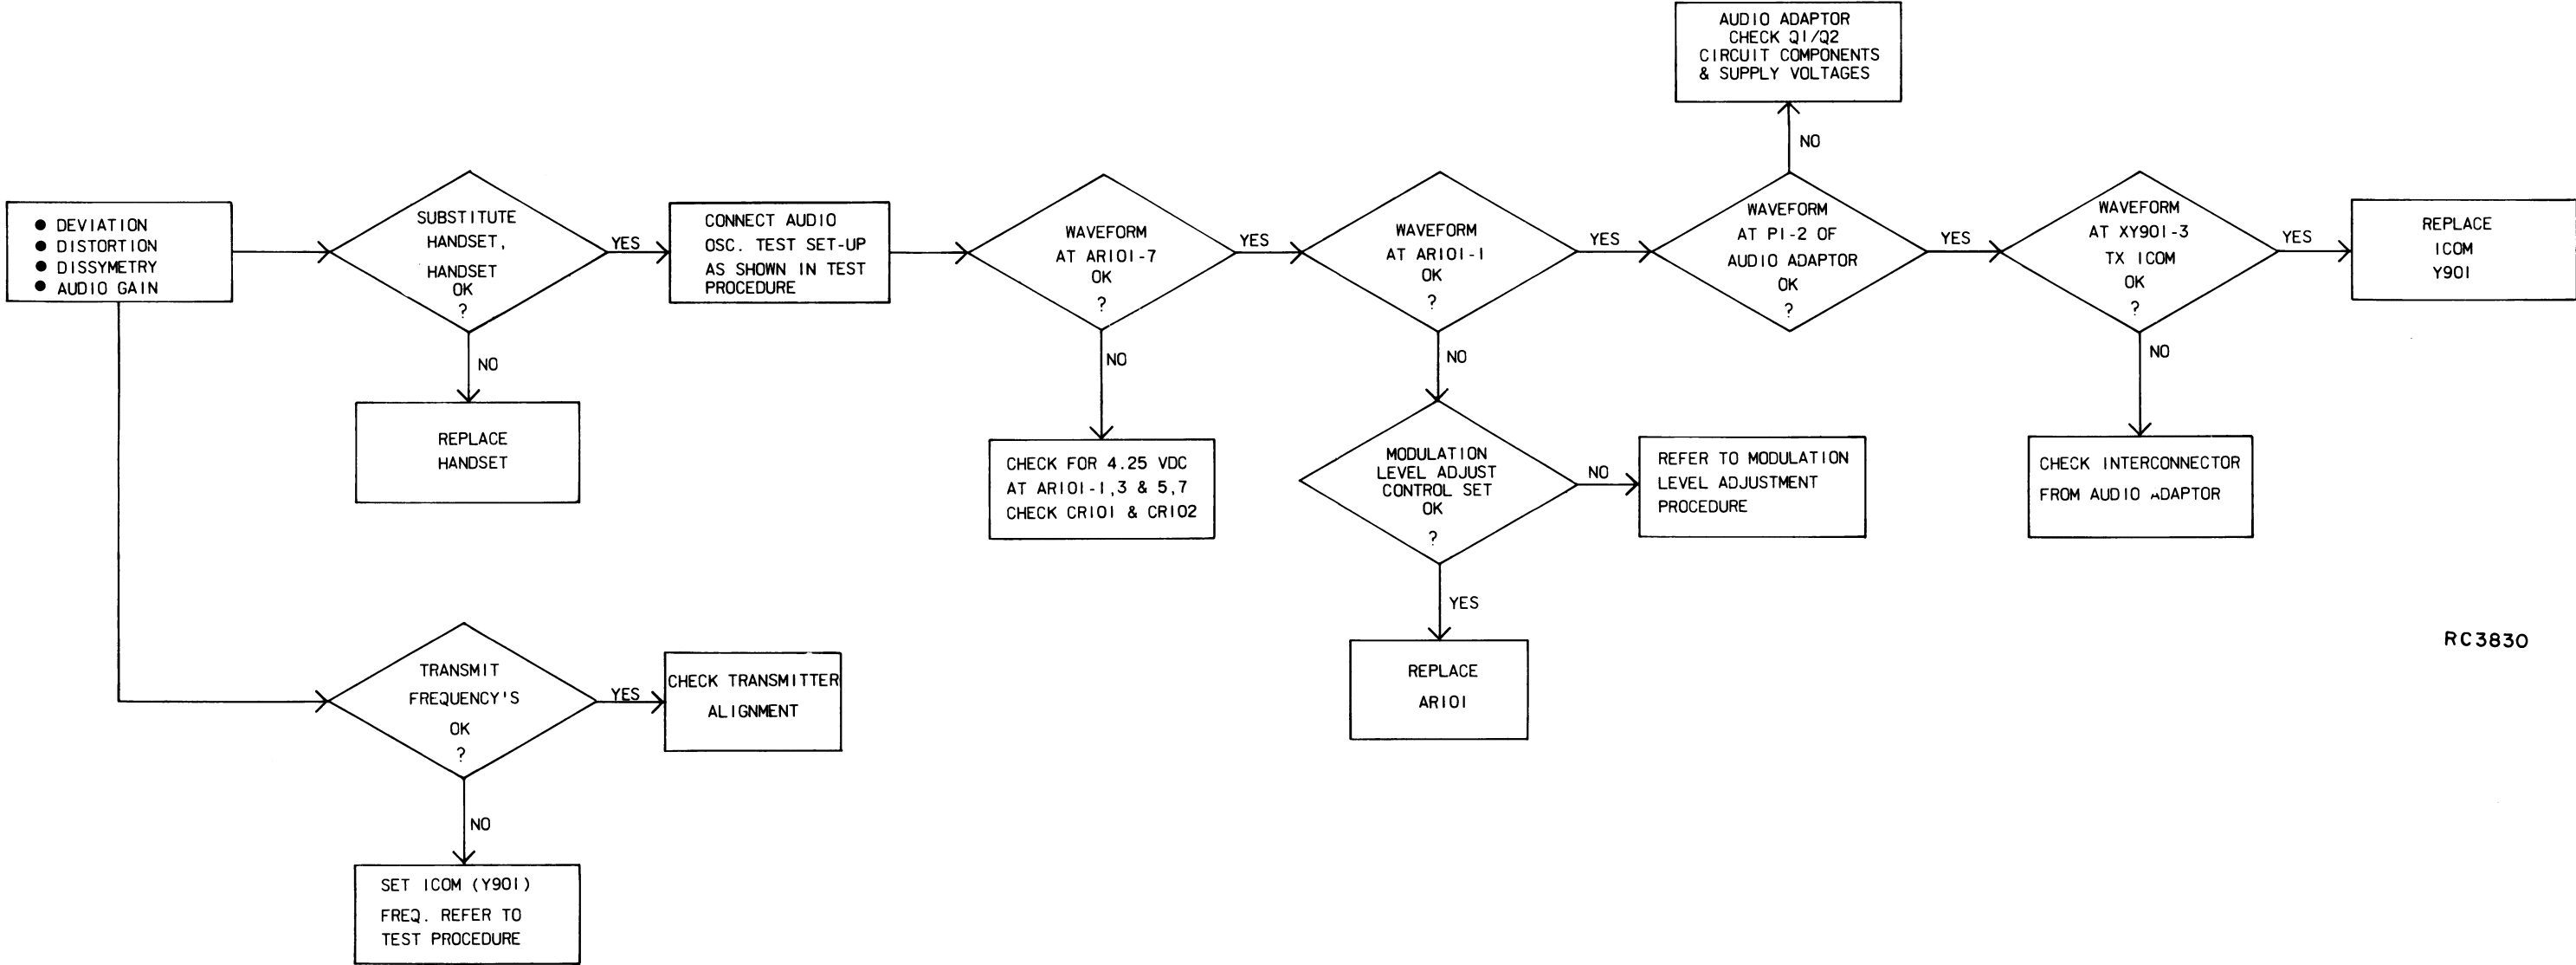 AUDIO ADAPTOR
CHECK Q1/Q2
CIRCUIT COMPONENTS
& SUPPLY VOLTAGES
NO
● DEVIATION
● DISTORTION
● DISSYMETRY
● AUDIO GAIN
SUBSTITUTE
HANDSET,
HANDSET
OK
?
YES
NO
REPLACE
HANDSET
CONNECT AUDIO
OSC. TEST SET-UP
AS SHOWN IN TEST
PROCEDURE
WAVEFORM
AT AR101-7
OK
?
YES
NO
CHECK FOR 4.25 VDC
AT AR101-1,3 & 5,7
CHECK CR101 & CR102
WAVEFORM
AT AR101-1
OK
?
YES
NO
MODULATION
LEVEL ADJUST
CONTROL SET
OK
?
NO
REFER TO MODULATION
LEVEL ADJUSTMENT
PROCEDURE
YES
REPLACE
AR101
WAVEFORM
AT P1-2 OF
AUDIO ADAPTOR
OK
?
YES
WAVEFORM
AT XY901-3
TX ICOM
OK
?
YES
REPLACE
ICOM
Y901
NO
CHECK INTERCONNECTOR
FROM AUDIO ADAPTOR
TRANSMIT
FREQUENCY'S
OK
?
YES
CHECK TRANSMITTER
ALIGNMENT
NO
SET ICOM (Y901)
FREQ. REFER TO
TEST PROCEDURE
RC3830